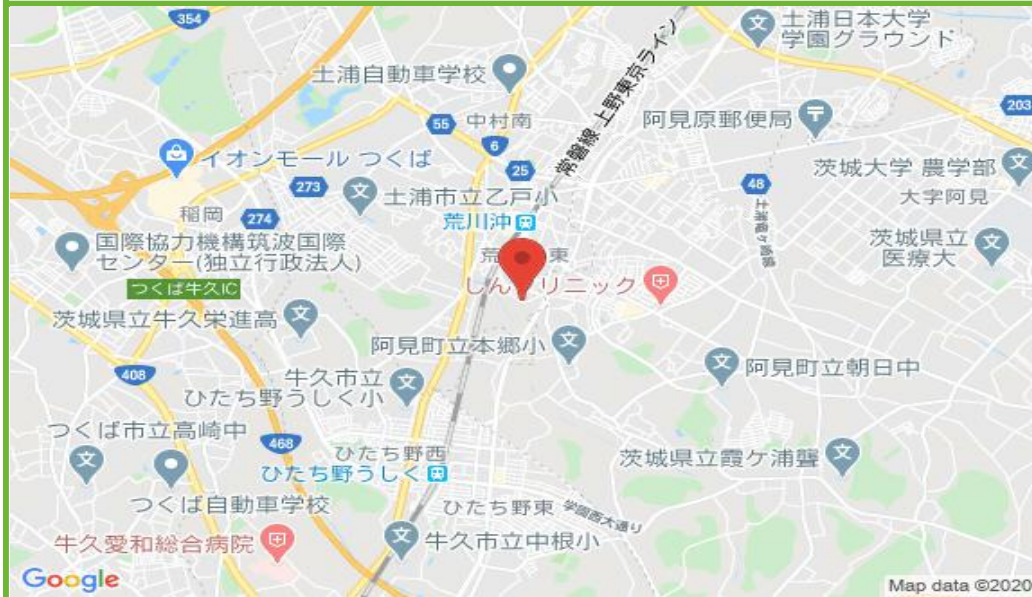 354
土浦日本大学
学園グラウンド
土浦自動車学校
常磐線 上野東京ライン
203
55
中村南
阿見原郵便局
6
イオンモール つくば
25
茨城大学 農学部
273
土浦市立乙戸小
48
大字阿見
稲岡
274
荒川沖
土浦竜ヶ崎線
国際協力機構筑波国際
センター(独立行政法人)
茨城県立
医療大
つくば牛久IC
東
リニック
茨城県立牛久栄進高
阿見町立本郷小
阿見町立朝日中
408
牛久市立
ひたち野うしく小
つくば市立高崎中
468
ひたち野西
ひたち野うしく
茨城県立霞ケ浦聾
つくば自動車学校
ひたち野東
学園西大通り
牛久愛和総合病院
牛久市立中根小
Google
Map data ©2020